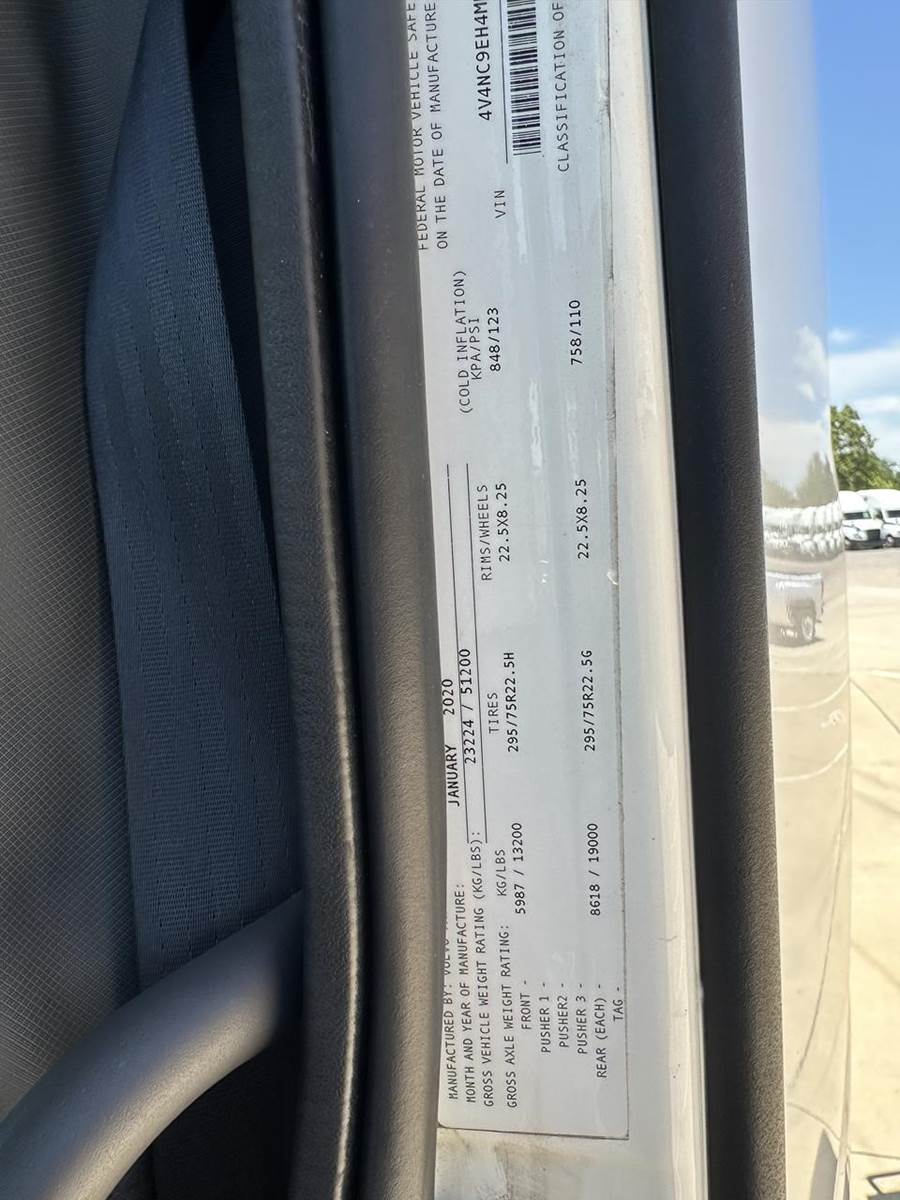 MANUFACTURED BY: VOLVO
MONTH AND YEAR OF MANUFACTURE: JANUARY 2020
GROSS VEHICLE WEIGHT RATING (KG/LBS): 23224 / 51200
GROSS AXLE WEIGHT RATING: KG/LBS TIRES RIMS/WHEELS (COLD INFLATION) KPA/PSI
FRONT - 5987 / 13200 295/75R22.5H 22.5X8.25 848/123
PUSHER 1 -
PUSHER2 -
PUSHER 3 -
REAR (EACH) - 8618 / 19000 295/75R22.5G 22.5X8.25 758/110
TAG -
FEDERAL MOTOR VEHICLE SAFE
ON THE DATE OF MANUFACTURE
VIN 4V4NC9EH4M
CLASSIFICATION OF